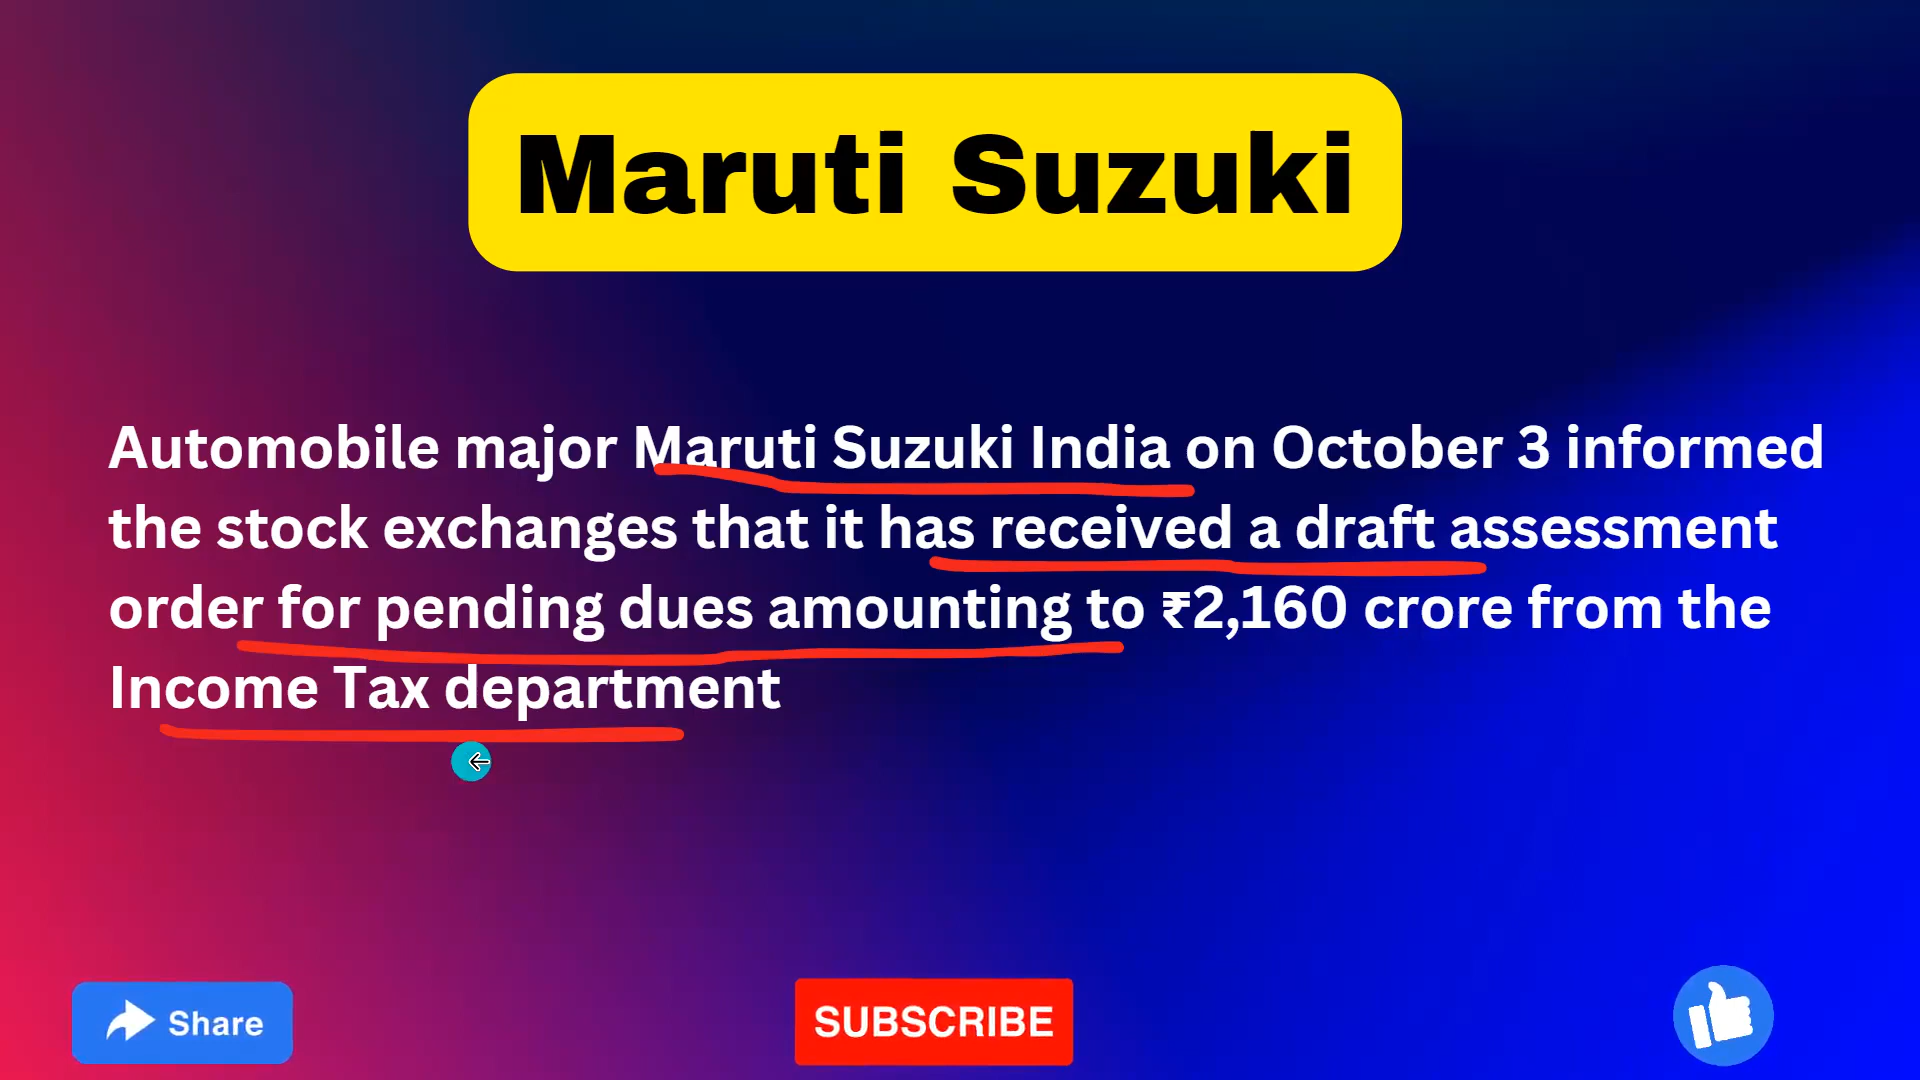 Maruti Suzuki
Automobile major Maruti Suzuki India on October 3 informed
the stock exchanges that it has received a draft assessment
order for pending dues amounting to ₹2,160 crore from the
Income Tax department
Share
SUBSCRIBE